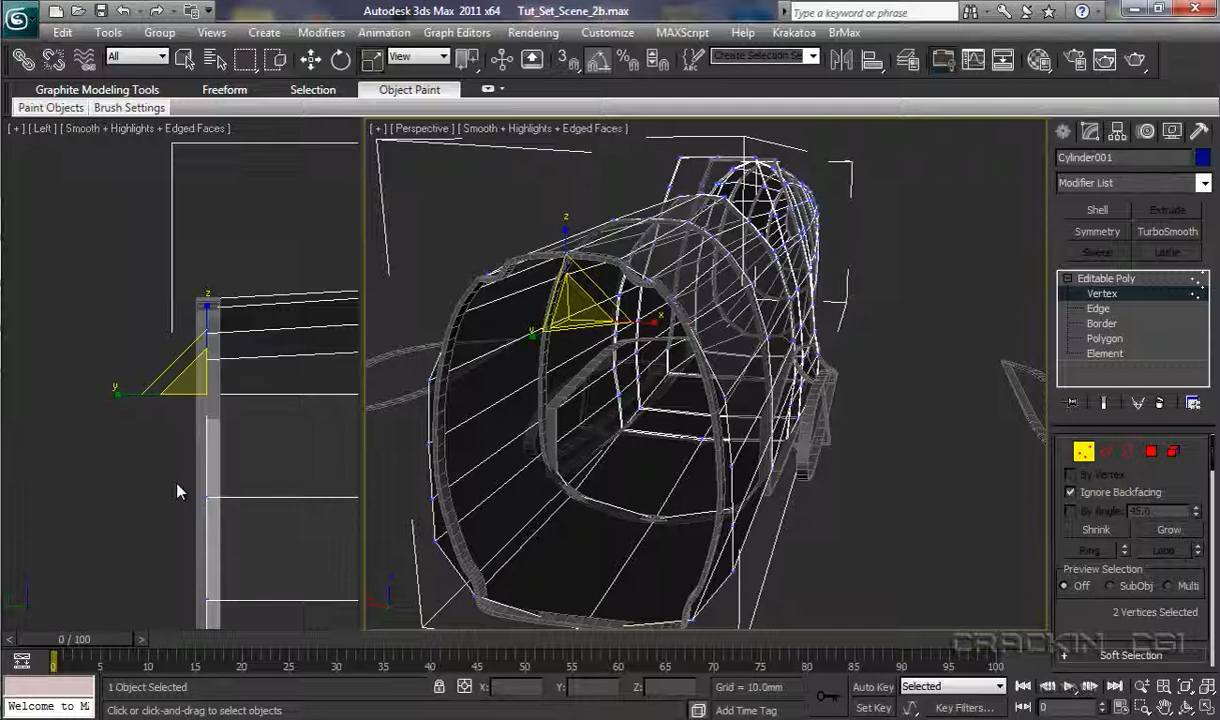 Autodesk 3ds Max 2011 x64 Tut_Set_Scene_2b.max
Type a keyword or phrase
Edit Tools Group Views Create Modifiers Animation Graph Editors Rendering Customize MAXScript Help Krakatoa BrMax
All View Create Selection Se
Graphite Modeling Tools Freeform Selection Object Paint
Paint Objects Brush Settings
[ + ] [ Left ] [ Smooth + Highlights + Edged Faces ] [ + ] [ Perspective ] [ Smooth + Highlights + Edged Faces ]
Cylinder001
Modifier List
Shell Extrude
Symmetry TurboSmooth
Sweep Lathe
Editable Poly
Vertex
Edge
Border
Polygon
Element
z
z
x
y
y
By Vertex
Ignore Backfacing
By Angle: 45.0
Shrink Grow
Ring Loop
Preview Selection
Off SubObj Multi
2 Vertices Selected
CRACKIN CGI
Soft Selection
0 / 100
0 5 10 15 20 25 30 35 40 45 50 55 60 65 70 75 80 85 90 95 100
1 Object Selected X: Y: Z: Grid = 10.0mm Auto Key Selected
Welcome to M
Click or click-and-drag to select objects Add Time Tag Set Key Key Filters... 0